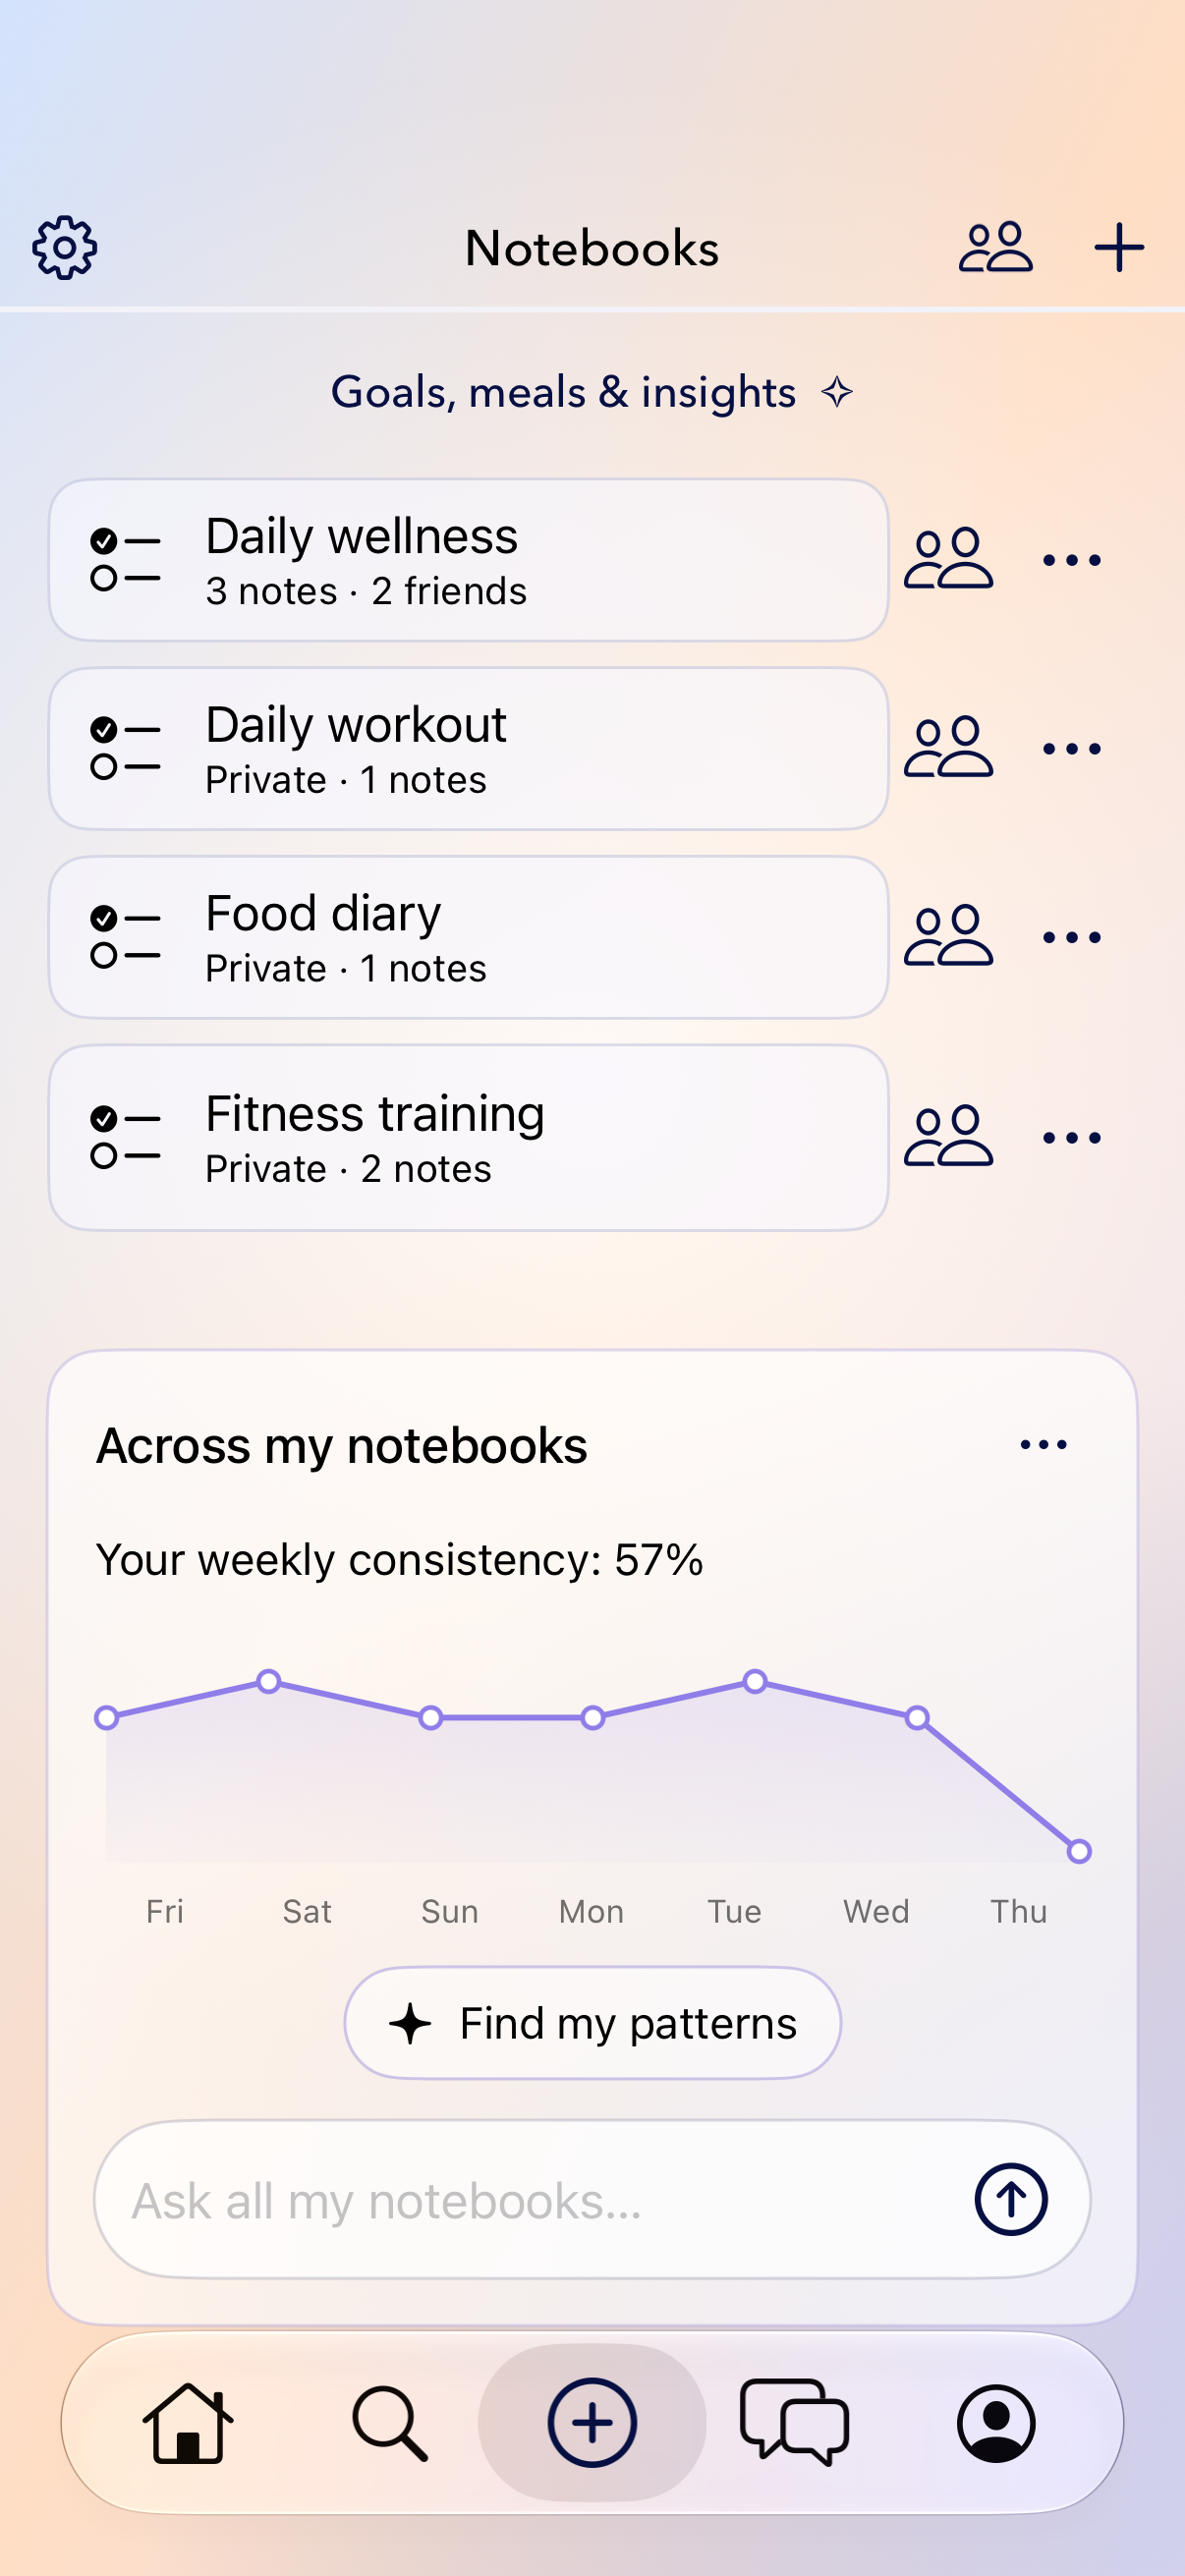 Notebooks
Goals, meals & insights
Daily wellness
3 notes · 2 friends
Daily workout
Private · 1 notes
Food diary
Private · 1 notes
Fitness training
Private · 2 notes
Across my notebooks
Your weekly consistency: 57%
Fri Sat Sun Mon Tue Wed Thu
Find my patterns
Ask all my notebooks...